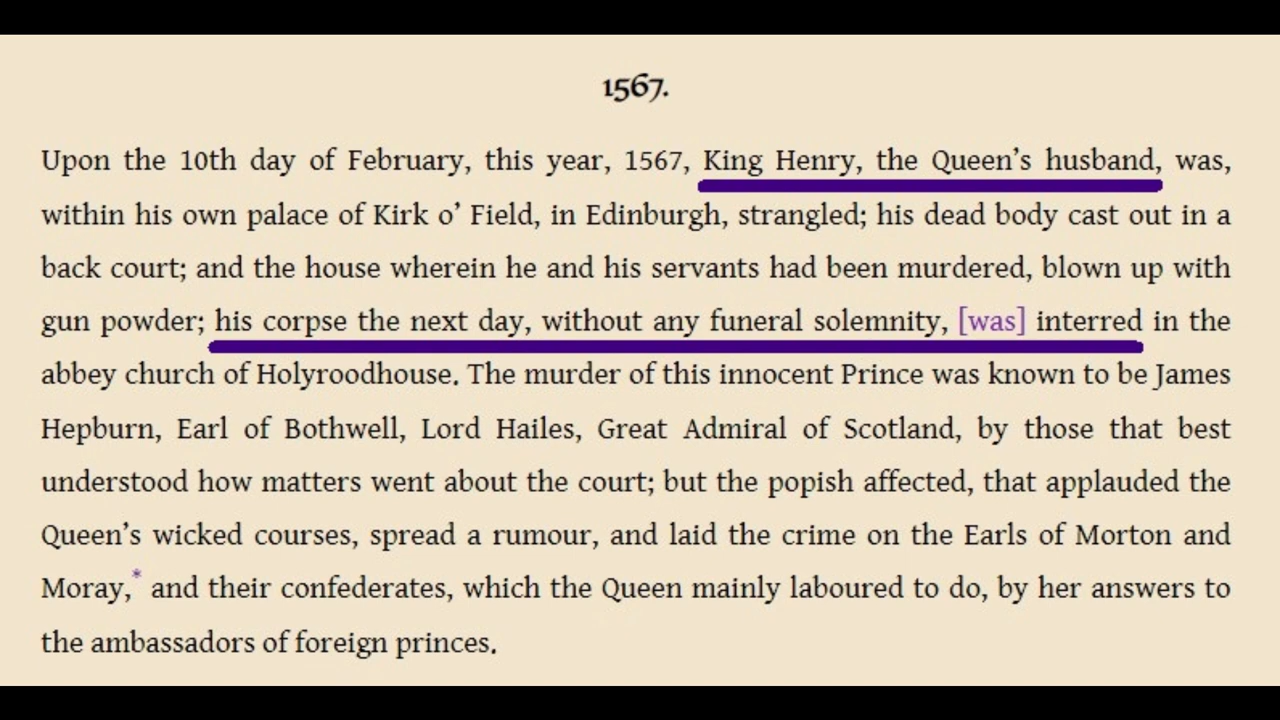 1567.
Upon the 10th day of February, this year, 1567, King Henry, the Queen’s husband, was,
within his own palace of Kirk o’ Field, in Edinburgh, strangled; his dead body cast out in a
back court; and the house wherein he and his servants had been murdered, blown up with
gun powder; his corpse the next day, without any funeral solemnity, [was] interred in the
abbey church of Holyroodhouse. The murder of this innocent Prince was known to be James
Hepburn, Earl of Bothwell, Lord Hailes, Great Admiral of Scotland, by those that best
understood how matters went about the court; but the popish affected, that applauded the
Queen’s wicked courses, spread a rumour, and laid the crime on the Earls of Morton and
Moray,* and their confederates, which the Queen mainly laboured to do, by her answers to
the ambassadors of foreign princes.